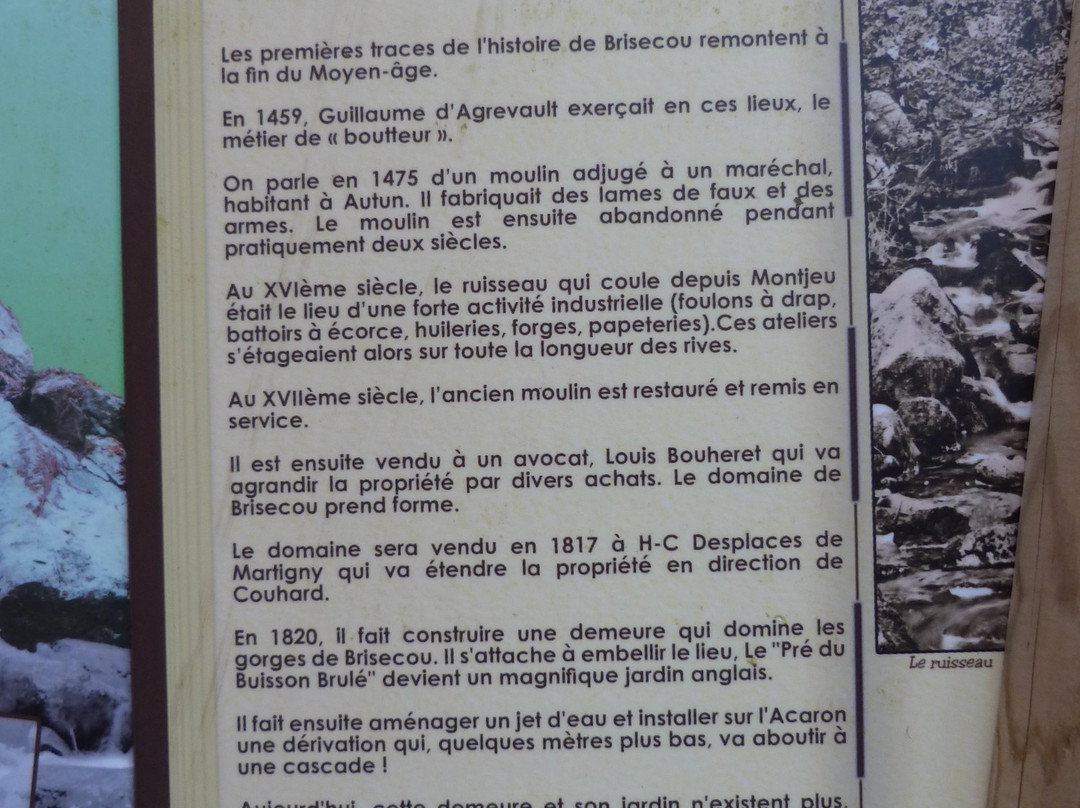 Les premières traces de l'histoire de Brisecou remontent à
la fin du Moyen-âge.
En 1459, Guillaume d'Agrevault exerçait en ces lieux, le
métier de « boutteur ».
On parle en 1475 d'un moulin adjugé à un maréchal,
habitant à Autun. Il fabriquait des lames de faux et des
armes. Le moulin est ensuite abandonné pendant
pratiquement deux siècles.
Au XVIème siècle, le ruisseau qui coule depuis Montjeu
était le lieu d'une forte activité industrielle (foulons à drap,
battoirs à écorce, huileries, forges, papeteries).Ces ateliers
s'étageaient alors sur toute la longueur des rives.
Au XVIIème siècle, l'ancien moulin est restauré et remis en
service.
Il est ensuite vendu à un avocat, Louis Bouheret qui va
agrandir la propriété par divers achats. Le domaine de
Brisecou prend forme.
Le domaine sera vendu en 1817 à H-C Desplaces de
Martigny qui va étendre la propriété en direction de
Couhard.
En 1820, il fait construire une demeure qui domine les
gorges de Brisecou. Il s'attache à embellir le lieu, Le "Pré du
Buisson Brulé" devient un magnifique jardin anglais.
Il fait ensuite aménager un jet d'eau et installer sur l'Acaron
une dérivation qui, quelques mètres plus bas, va aboutir à
une cascade !
Aujourd'hui, cette demeure et son jardin n'existent plus.
Le ruisseau